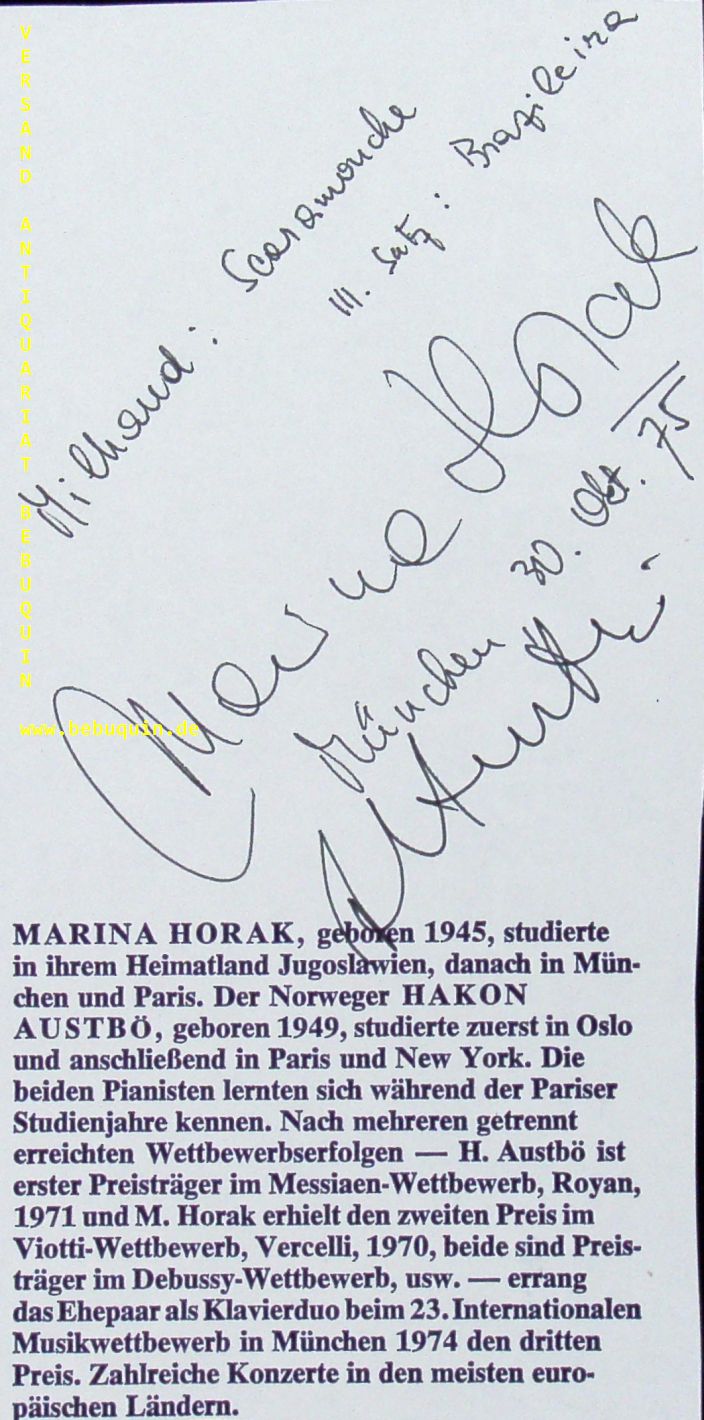 VERSAND ANTIQUARIAT BEBUQUIN
www.bebuquin.de
Milhaud: Scaramouche
III. Satz: Brazileira
Marina Horak
München 30. Okt. 75
MARINA HORAK, geboren 1945, studierte
in ihrem Heimatland Jugoslawien, danach in Mün-
chen und Paris. Der Norweger HAKON
AUSTBÖ, geboren 1949, studierte zuerst in Oslo
und anschließend in Paris und New York. Die
beiden Pianisten lernten sich während der Pariser
Studienjahre kennen. Nach mehreren getrennt
erreichten Wettbewerbserfolgen — H. Austbö ist
erster Preisträger im Messiaen-Wettbewerb, Royan,
1971 und M. Horak erhielt den zweiten Preis im
Viotti-Wettbewerb, Vercelli, 1970, beide sind Preis-
träger im Debussy-Wettbewerb, usw. — errang
das Ehepaar als Klavierduo beim 23. Internationalen
Musikwettbewerb in München 1974 den dritten
Preis. Zahlreiche Konzerte in den meisten euro-
päischen Ländern.